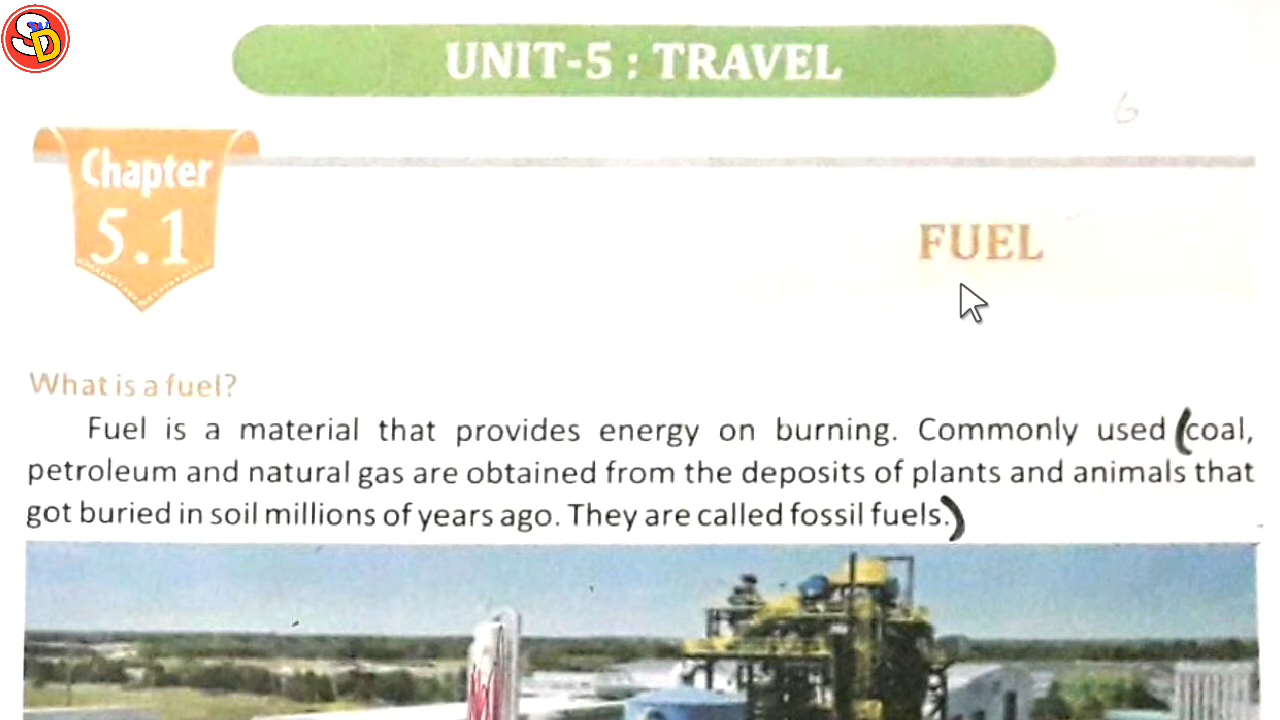 SD
UNIT-5 : TRAVEL
6
Chapter
5.1
FUEL
What is a fuel?
Fuel is a material that provides energy on burning. Commonly used (coal,
petroleum and natural gas are obtained from the deposits of plants and animals that
got buried in soil millions of years ago. They are called fossil fuels.)